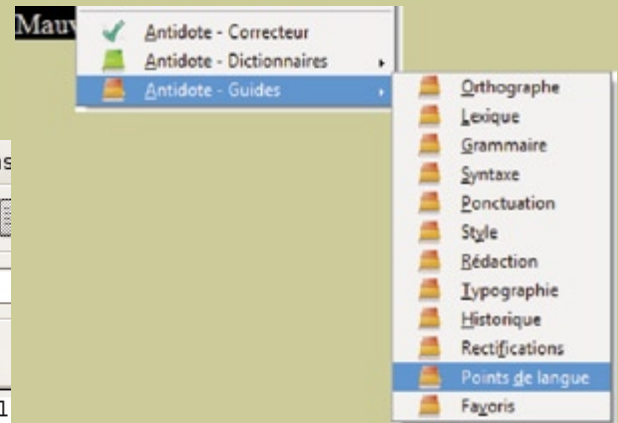 Mauv
Antidote - Correcteur
Antidote - Dictionnaires
Antidote - Guides
Orthographe
Lexique
Grammaire
Syntaxe
Ponctuation
Style
Rédaction
Typographie
Historique
Rectifications
Points de langue
Favoris